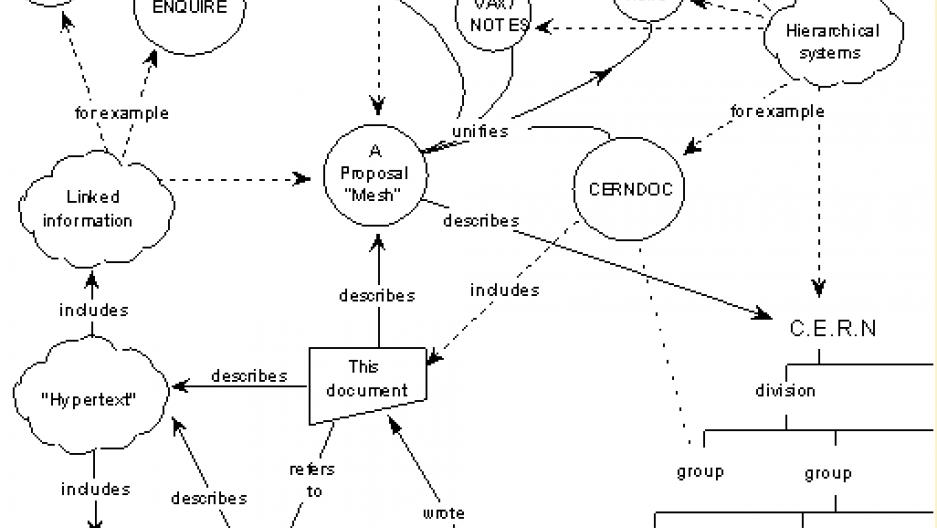 ENQUIRE
VAX/
NOTES
Hierarchical
systems
for example
for example
unifies
A
Proposal
"Mesh"
CERNDOC
Linked
information
describes
includes
describes
includes
C.E.R.N
This
document
describes
division
"Hypertext"
refers
to
group
group
includes
describes
wrote